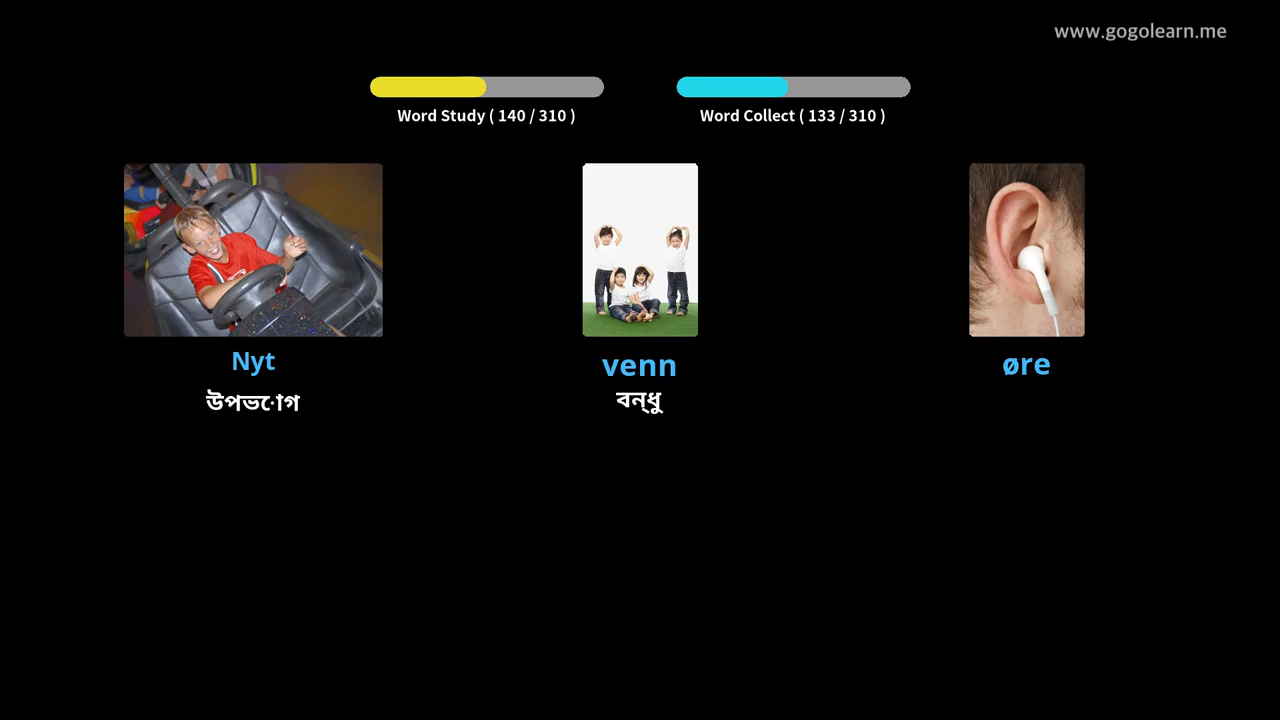 www.gogolearn.me
Word Study ( 140 / 310 )
Word Collect ( 133 / 310 )
Nyt
venn
øre
উপভোগ
বন্ধু